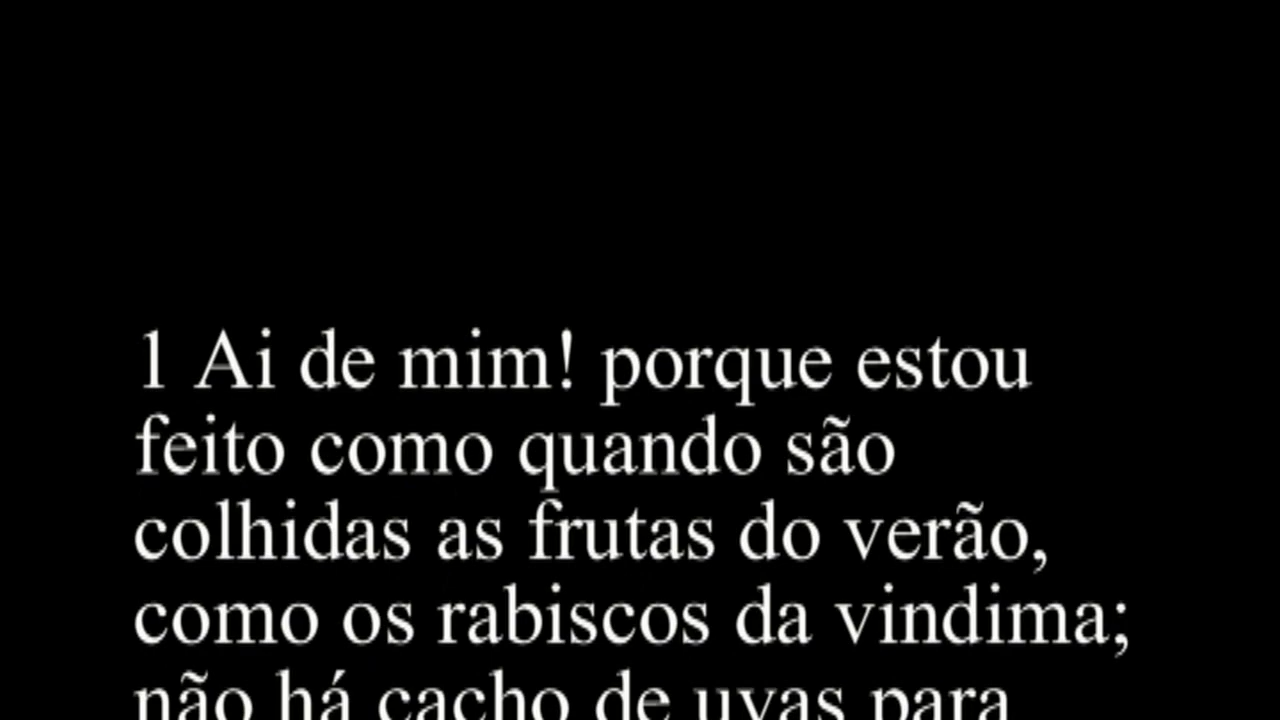 1 Ai de mim! porque estou
feito como quando são
colhidas as frutas do verão,
como os rabiscos da vindima;
não há cacho de uvas para